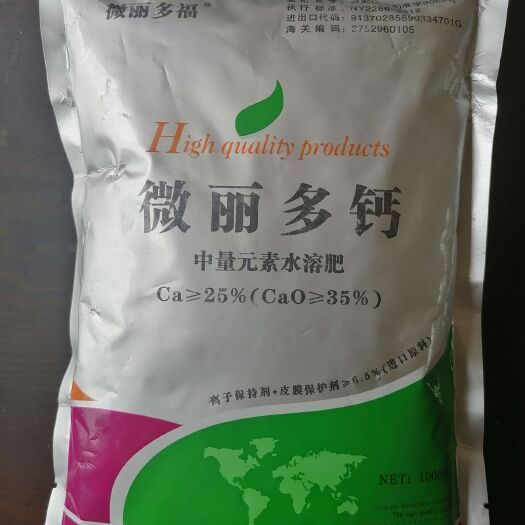 微丽多福®
执行标准：NY2266
进出口代码：91370285690334701G
海关编码：2752960105
High quality products
微丽多钙
中量元素水溶肥
Ca≥25%(CaO≥35%)
离子保持剂+皮膜保护剂≥6.5%(进口原料)
NET: 1000g